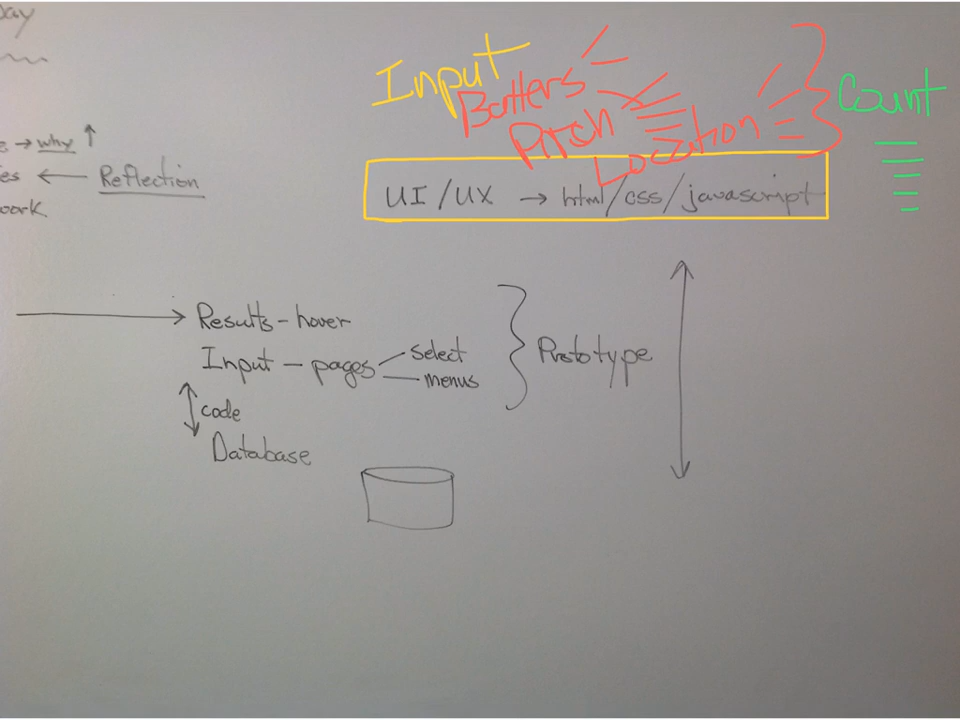 Input
Batters
Pitch
Location
Count
→ why ↑
← Reflection
UI/UX → html/css/javascript
→ Results - hover
Input - pages
select
menus
Prototype
code
Database